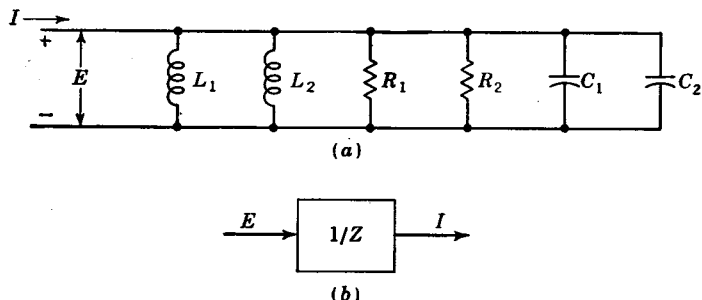 I
+
E
L₁ L₂ R₁ R₂ C₁ C₂
−
(a)
E 1/Z I
(b)